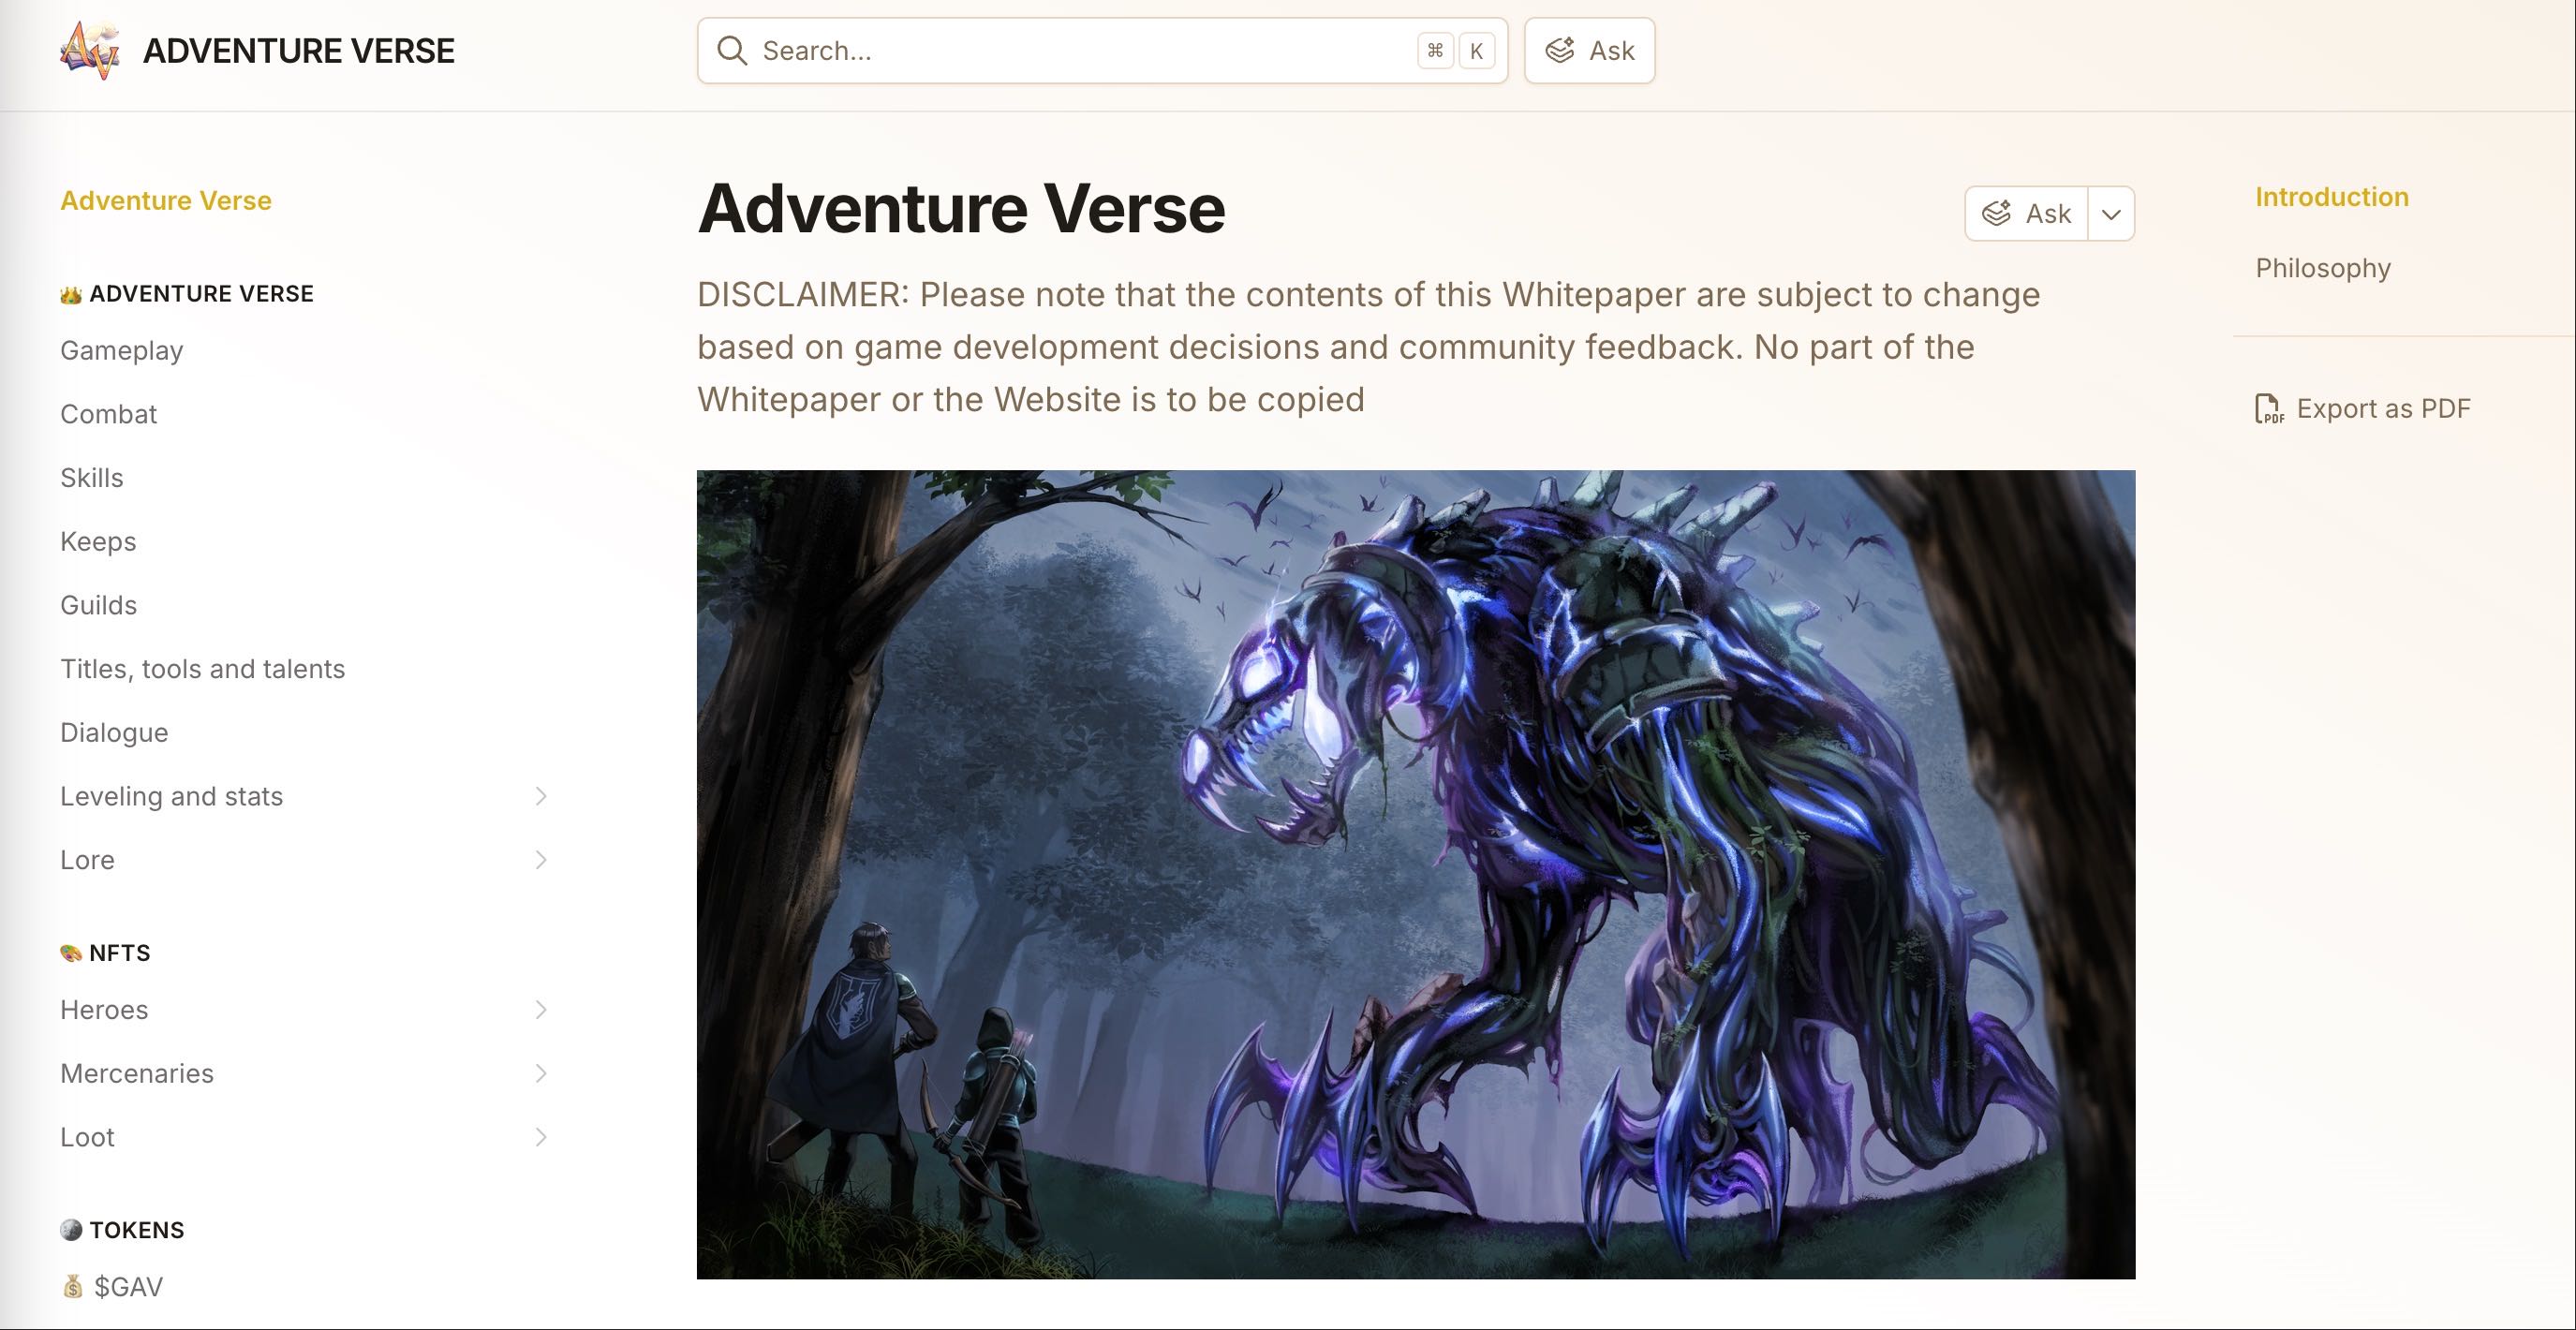 ADVENTURE VERSE
Search...
⌘ K
Ask
Adventure Verse
👑 ADVENTURE VERSE
Gameplay
Combat
Skills
Keeps
Guilds
Titles, tools and talents
Dialogue
Leveling and stats
Lore
🎨 NFTS
Heroes
Mercenaries
Loot
🌑 TOKENS
💰 $GAV
Adventure Verse
Ask
DISCLAIMER: Please note that the contents of this Whitepaper are subject to change
based on game development decisions and community feedback. No part of the
Whitepaper or the Website is to be copied
Introduction
Philosophy
PDF Export as PDF